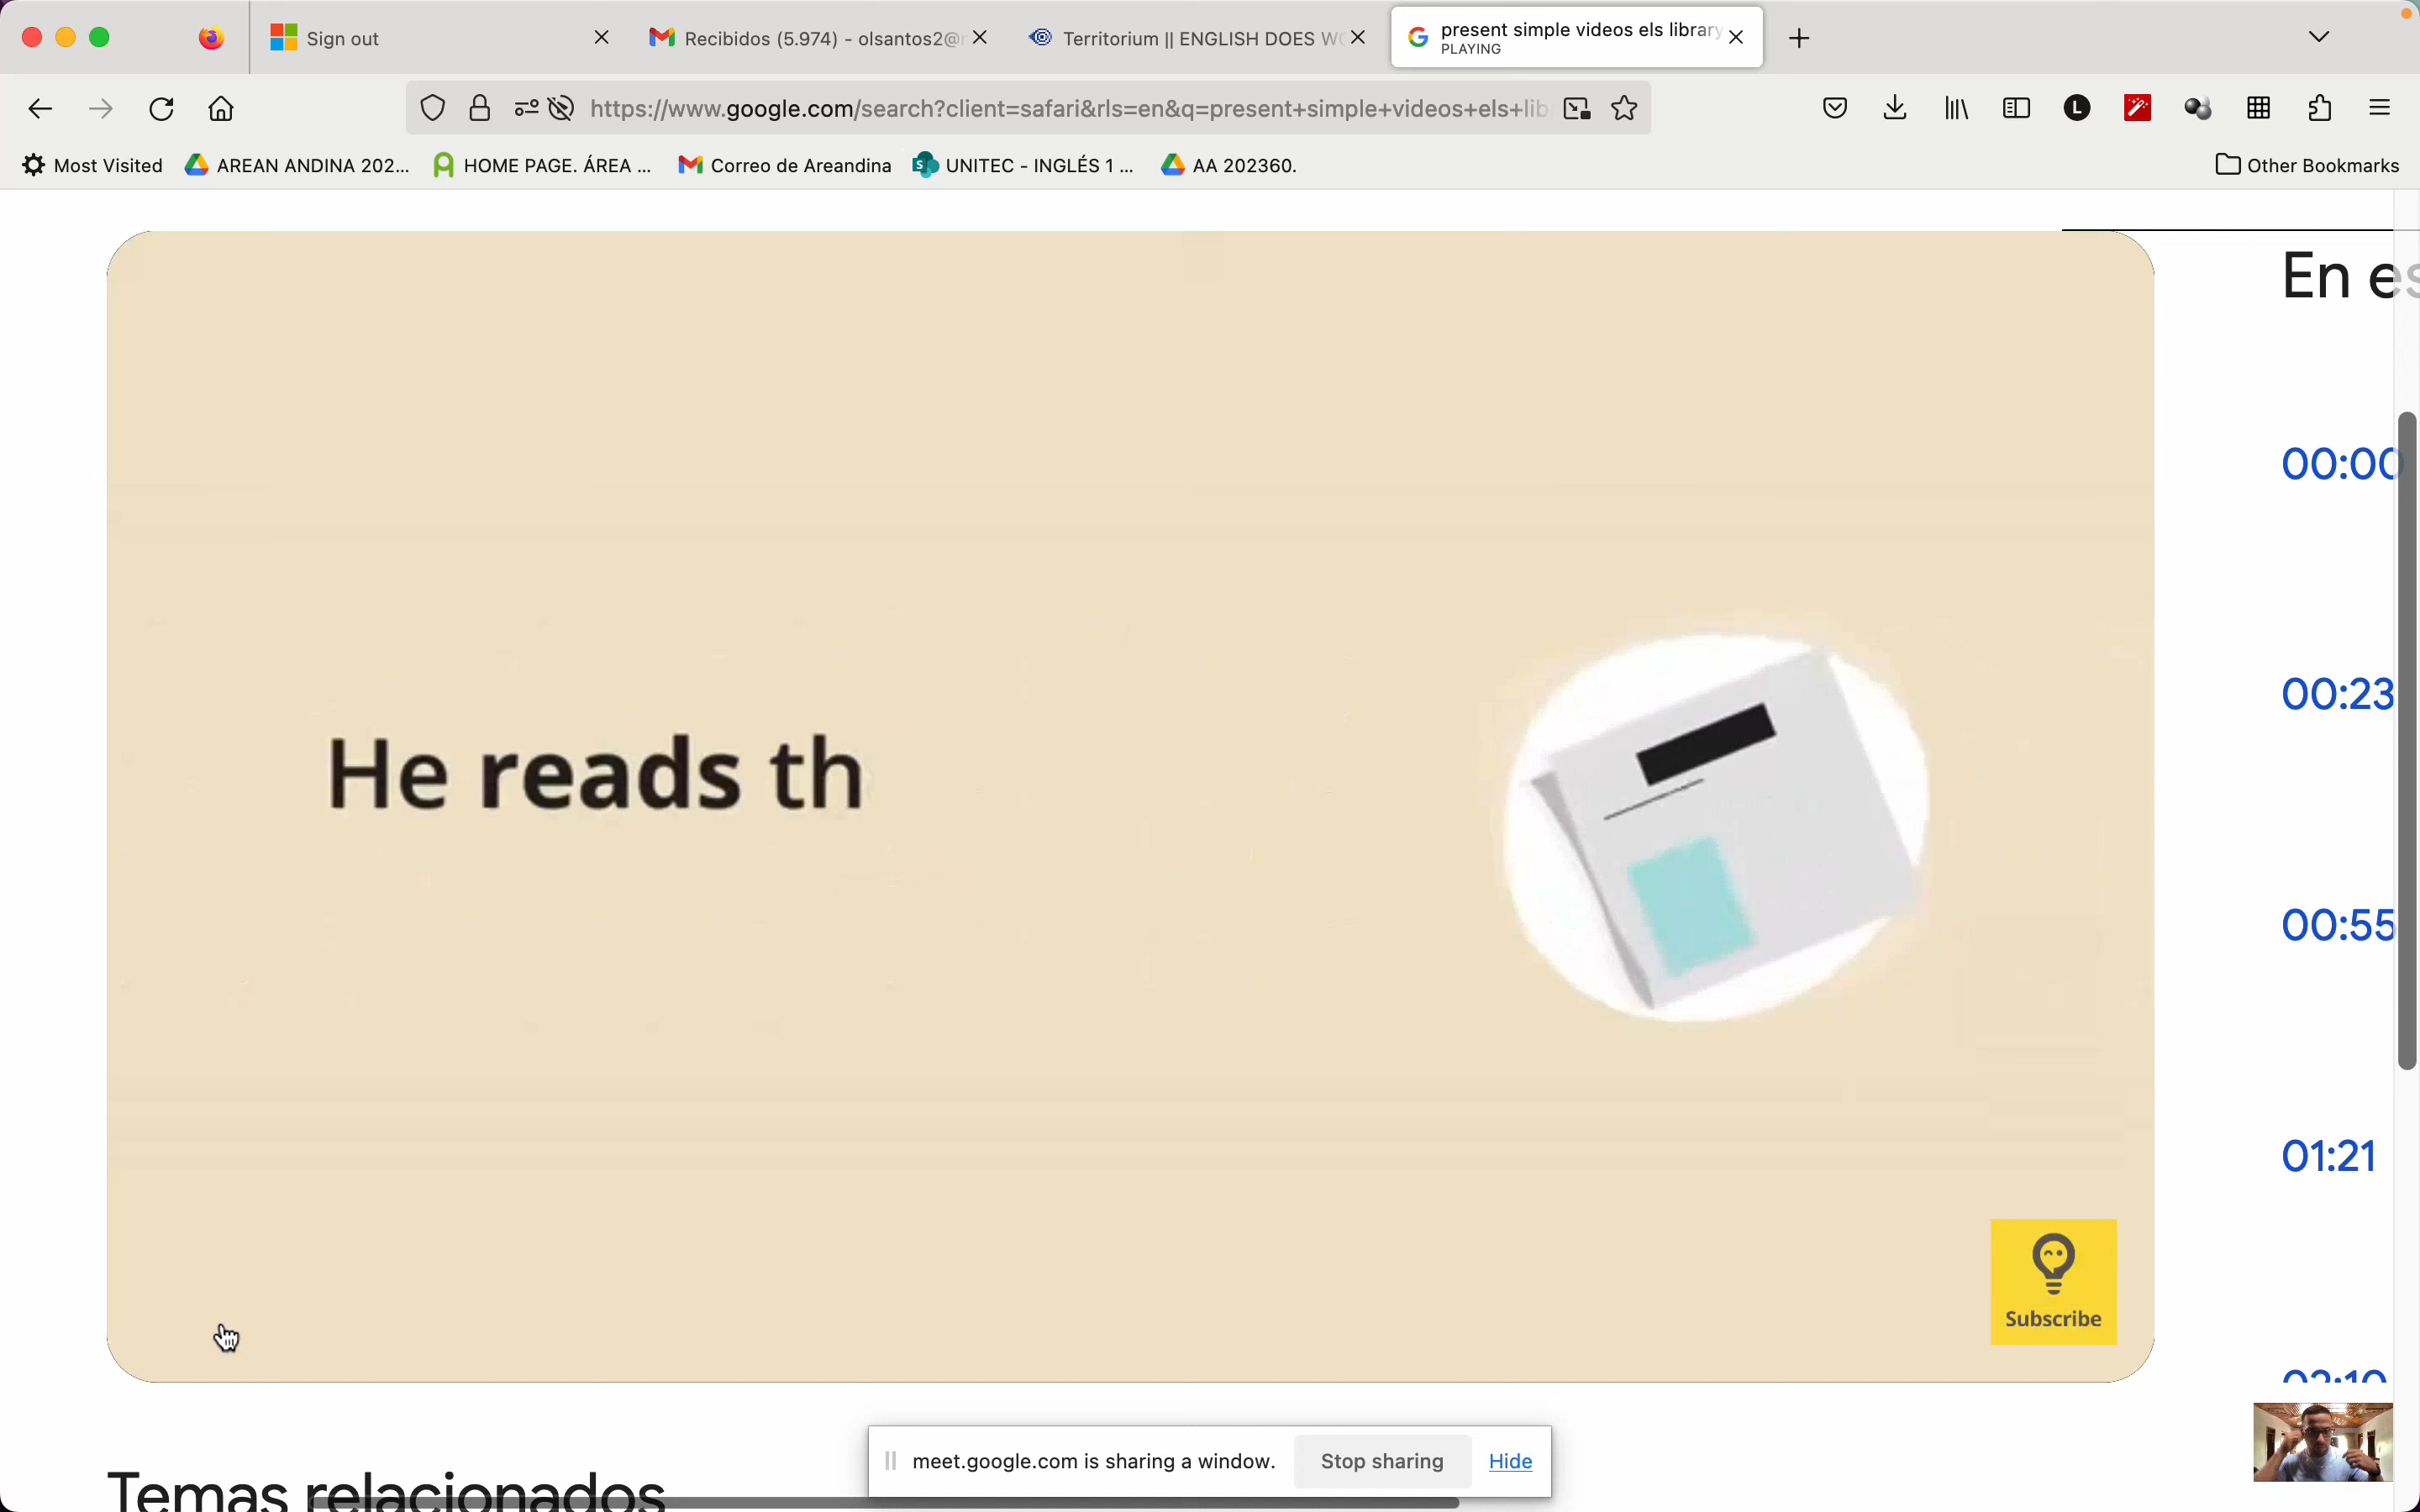 Sign out
Recibidos (5.974) - olsantos2@
Territorium || ENGLISH DOES WO
present simple videos els library
PLAYING
https://www.google.com/search?client=safari&rls=en&q=present+simple+videos+els+lib
L
Most Visited
AREAN ANDINA 202...
HOME PAGE. ÁREA ...
Correo de Areandina
UNITEC - INGLÉS 1 ...
AA 202360.
Other Bookmarks
En es
00:00
00:23
He reads th
00:55
01:21
Subscribe
meet.google.com is sharing a window.
Stop sharing
Hide
Temas relacionados